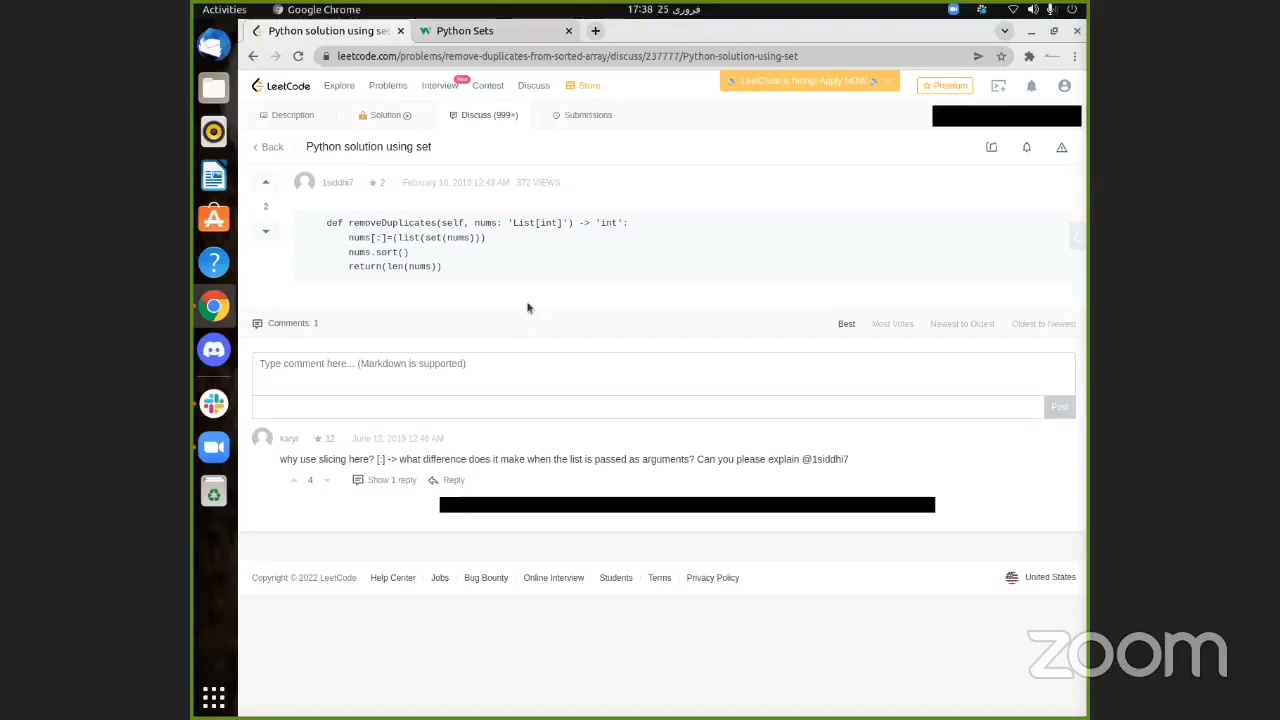 Activities
Google Chrome
17:38 25 فروری
Python solution using set
Python Sets
leetcode.com/problems/remove-duplicates-from-sorted-array/discuss/237777/Python-solution-using-set
LeetCode
Explore
Problems
Interview
New
Contest
Discuss
Store
LeetCode is hiring! Apply NOW
Premium
Description
Solution
Discuss (999+)
Submissions
Back
Python solution using set
1siddhi7
2
February 16, 2019 12:43 AM
372 VIEWS
2
def removeDuplicates(self, nums: 'List[int]') -> 'int':
nums[:]=(list(set(nums)))
nums.sort()
return(len(nums))
Comments: 1
Best
Most Votes
Newest to Oldest
Oldest to Newest
Type comment here... (Markdown is supported)
Post
karyr
12
June 12, 2019 12:46 AM
why use slicing here? [:] -> what difference does it make when the list is passed as arguments? Can you please explain @1siddhi7
4
Show 1 reply
Reply
Copyright © 2022 LeetCode
Help Center
Jobs
Bug Bounty
Online Interview
Students
Terms
Privacy Policy
United States
zoom